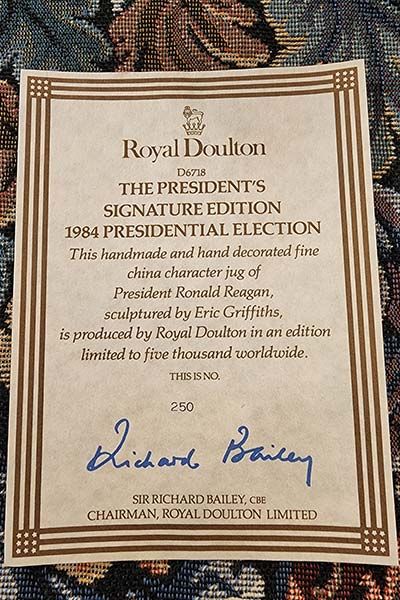 Royal Doulton
D6718
THE PRESIDENT'S
SIGNATURE EDITION
1984 PRESIDENTIAL ELECTION
This handmade and hand decorated fine
china character jug of
President Ronald Reagan,
sculptured by Eric Griffiths,
is produced by Royal Doulton in an edition
limited to five thousand worldwide.
THIS IS NO.
250
Richard Bailey
SIR RICHARD BAILEY, CBE
CHAIRMAN, ROYAL DOULTON LIMITED